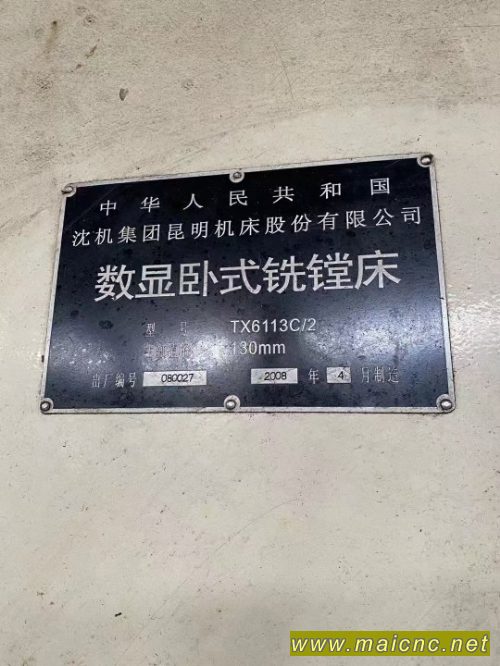 中华人民共和国
沈机集团昆明机床股份有限公司
数显卧式铣镗床
型号 TX6113C/2
130mm
出厂编号 080027 2008 年 4 月制造
www.maicnc.net